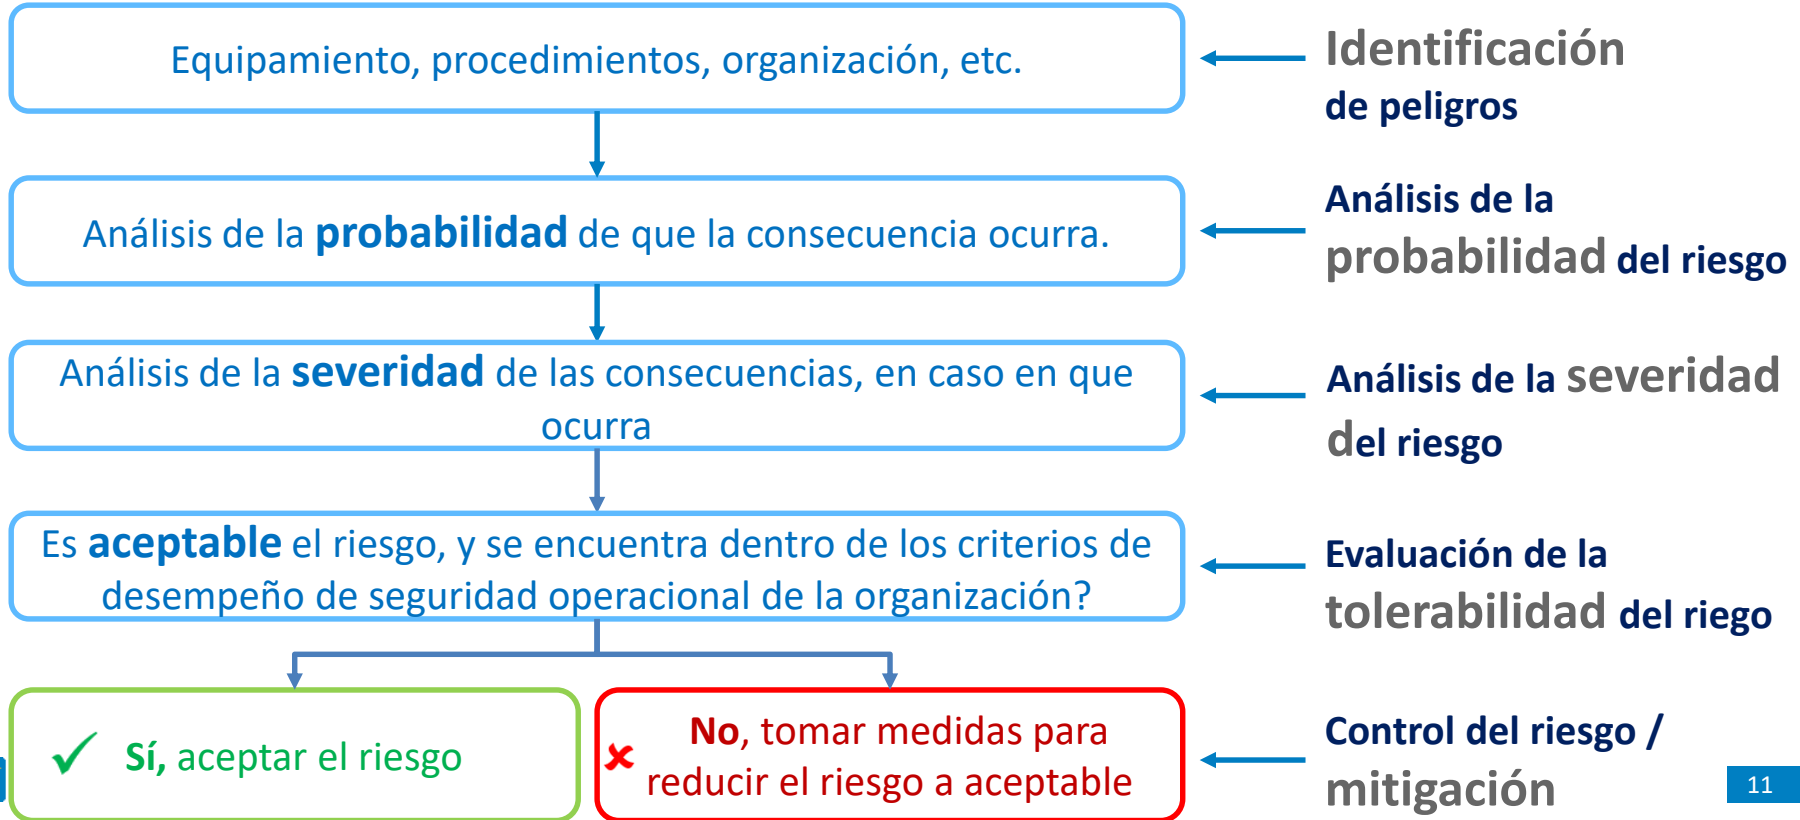 Equipamiento, procedimientos, organización, etc.
Identificación
de peligros
Análisis de la probabilidad de que la consecuencia ocurra.
Análisis de la
probabilidad del riesgo
Análisis de la severidad de las consecuencias, en caso en que
ocurra
Análisis de la severidad
del riesgo
Es aceptable el riesgo, y se encuentra dentro de los criterios de
desempeño de seguridad operacional de la organización?
Evaluación de la
tolerabilidad del riego
Sí, aceptar el riesgo
No, tomar medidas para
reducir el riesgo a aceptable
Control del riesgo /
mitigación
11